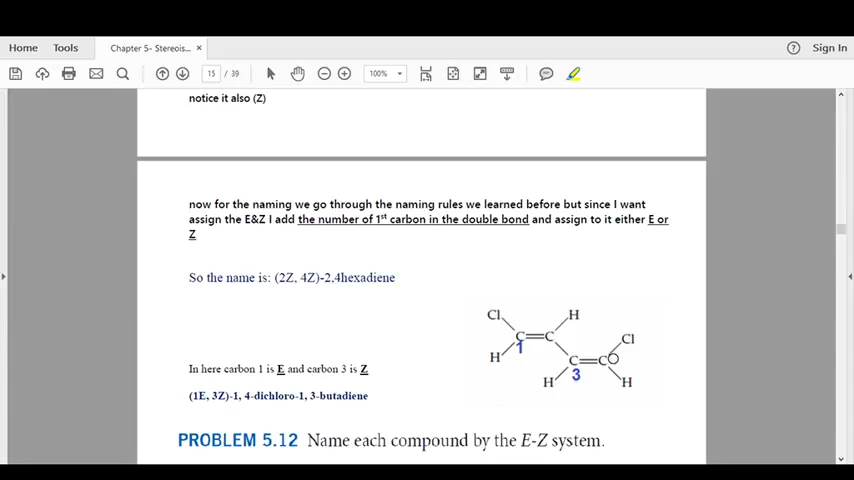 Home Tools Chapter 5- Stereois... × ? Sign In
15 / 39 100%
notice it also (Z)
now for the naming we go through the naming rules we learned before but since I want
assign the E&Z I add the number of 1st carbon in the double bond and assign to it either E or
Z
So the name is: (2Z, 4Z)-2,4hexadiene
Cl H
C=C Cl
H 1 C=C
H 3 H
In here carbon 1 is E and carbon 3 is Z
(1E, 3Z)-1, 4-dichloro-1, 3-butadiene
PROBLEM 5.12 Name each compound by the E-Z system.